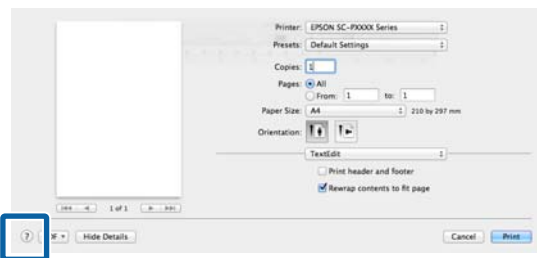 Printer: EPSON SC-PXXXX Series
Presets: Default Settings
Copies: 1
Pages: All
From: 1 to: 1
Paper Size: A4 210 by 297 mm
Orientation:
TextEdit
Print header and footer
Rewrap contents to fit page
1 of 1
? DF Hide Details Cancel Print